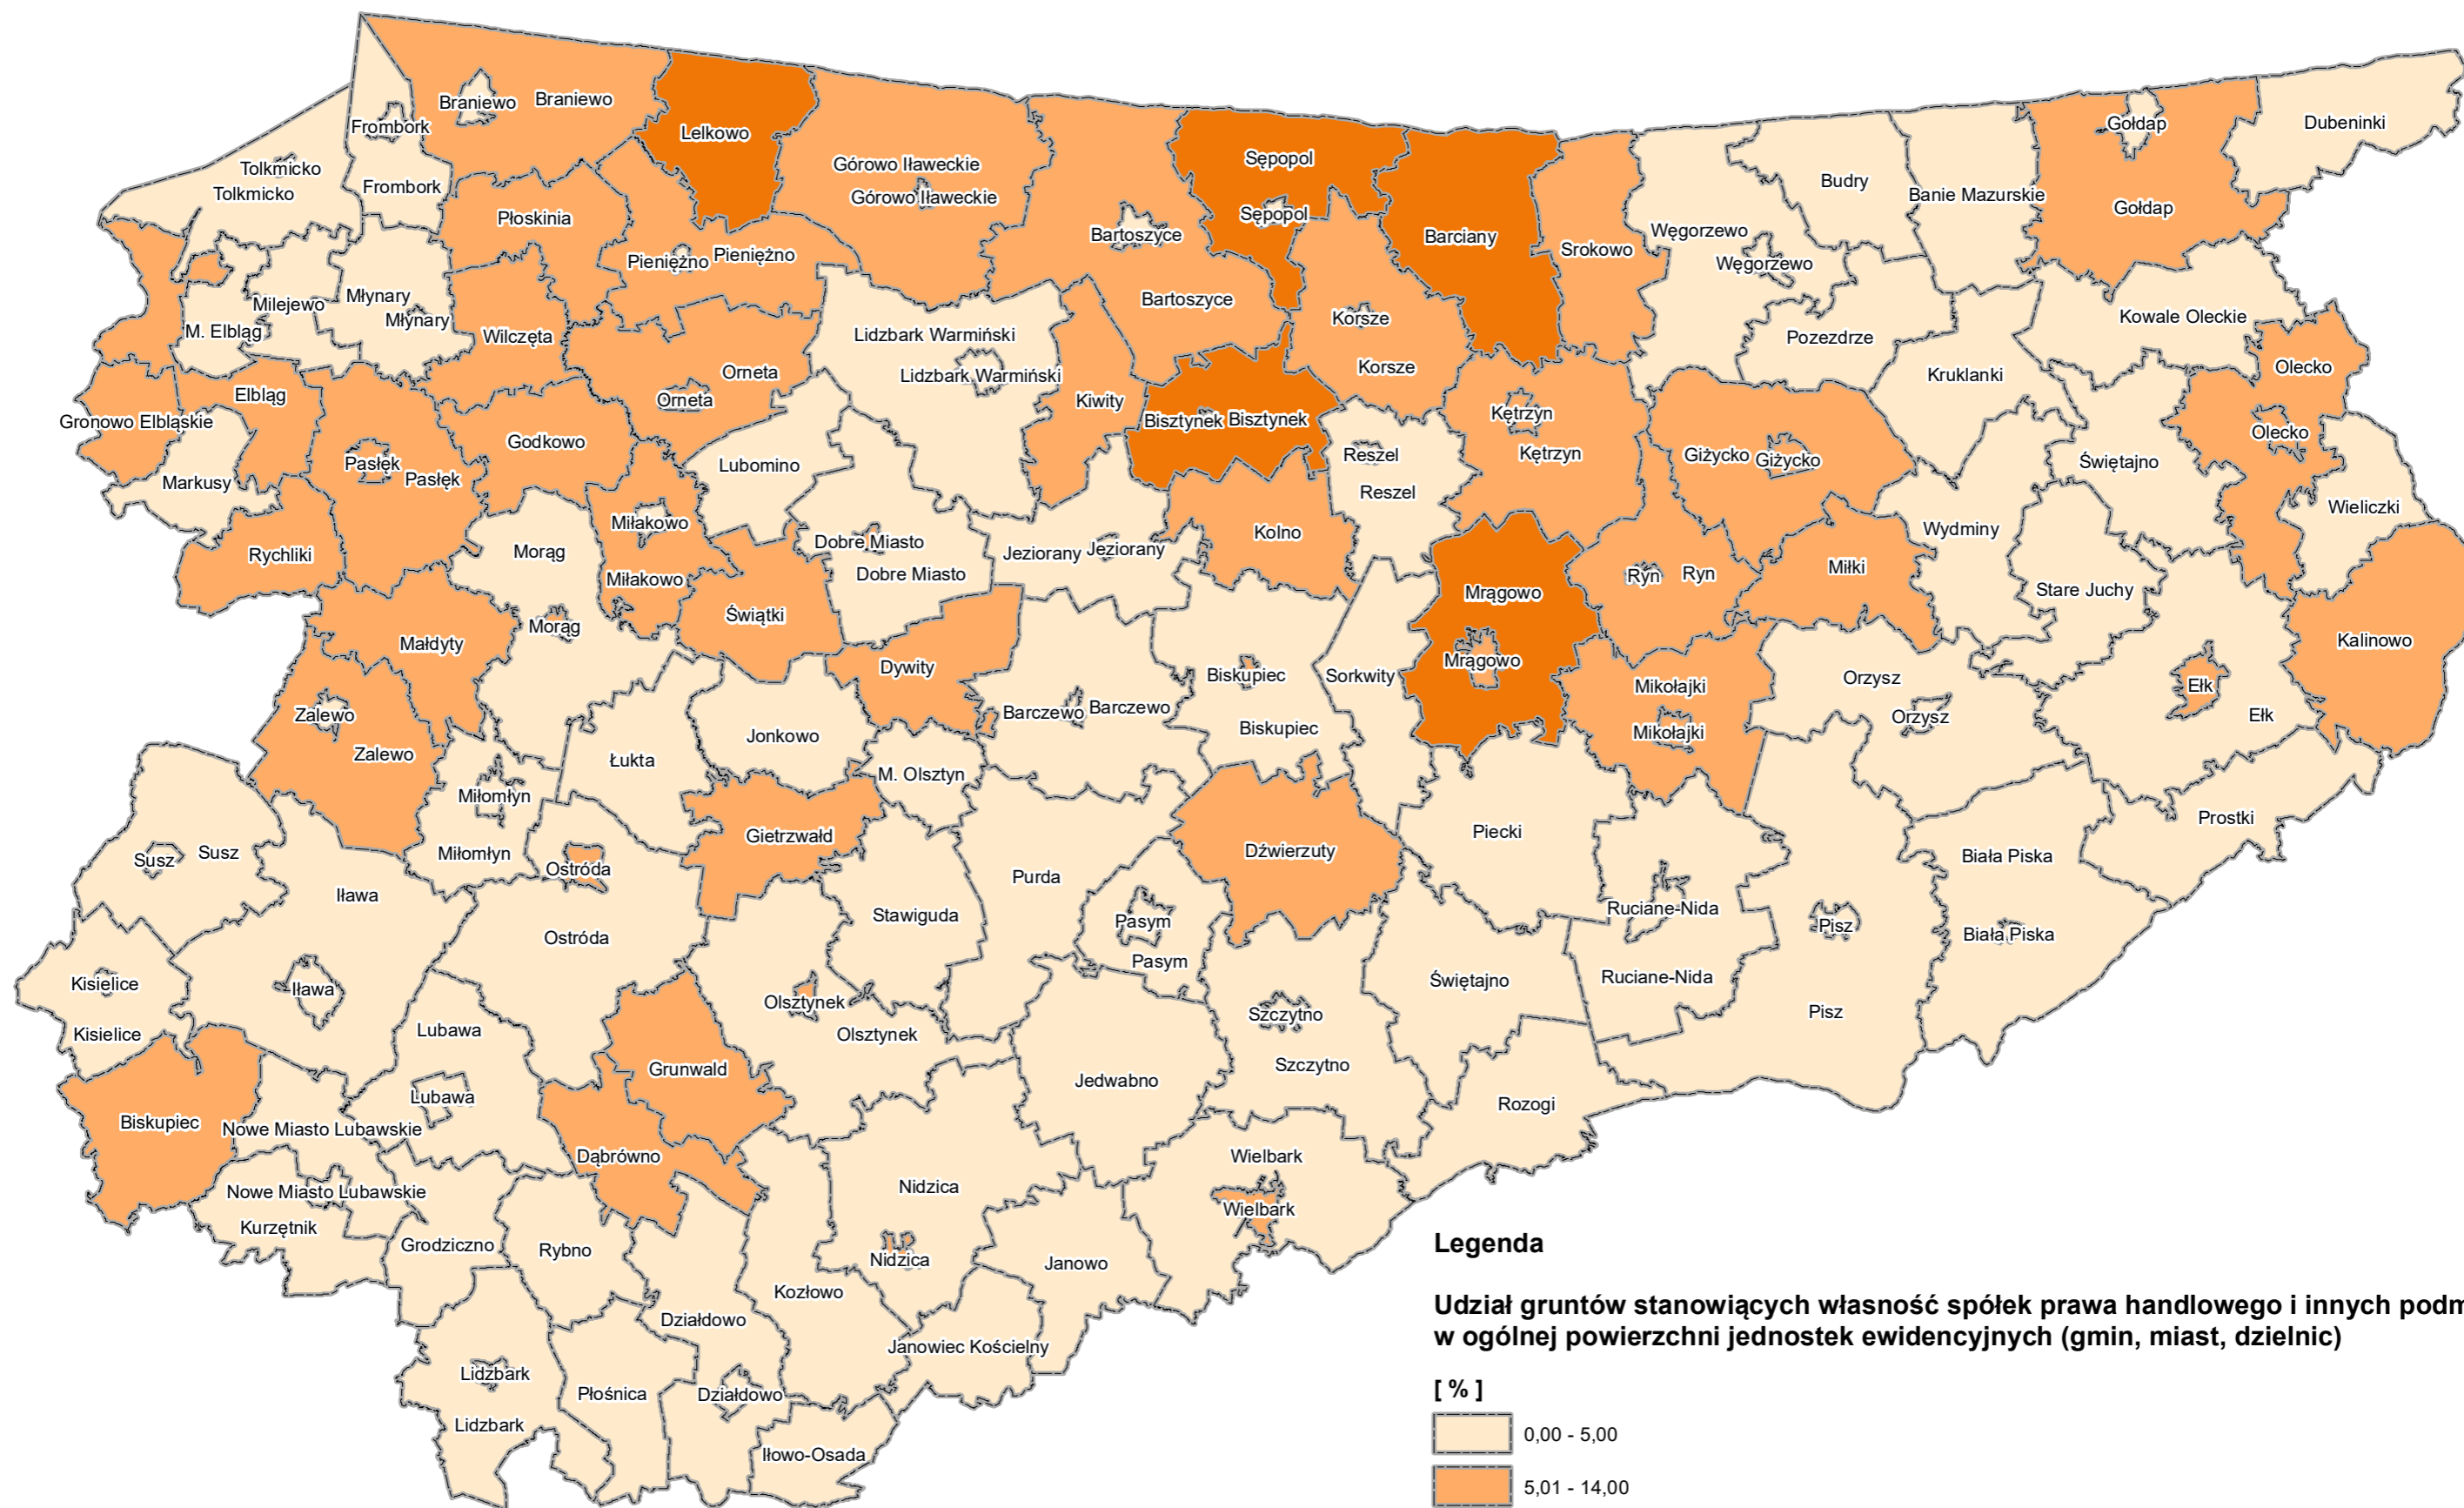 Braniewo
Braniewo
Frombork
Lelkowo
Górowo Iławeckie
Górowo Iławeckie
Sępopol
Sępopol
Gołdap
Dubeninki
Tolkmicko
Tolkmicko
Frombork
Płoskinia
Pieniężno
Pieniężno
Bartoszyce
Bartoszyce
Barciany
Srokowo
Węgorzewo
Węgorzewo
Budry
Banie Mazurskie
Gołdap
Milejewo
Młynary
Młynary
M. Elbląg
Wilczęta
Lidzbark Warmiński
Lidzbark Warmiński
Korsze
Korsze
Pozezdrze
Kowale Oleckie
Olecko
Orneta
Orneta
Kiwity
Kruklanki
Elbląg
Gronowo Elbląskie
Godkowo
Bisztynek
Bisztynek
Kętrzyn
Kętrzyn
Olecko
Pasłęk
Pasłęk
Markusy
Lubomino
Reszel
Reszel
Giżycko
Giżycko
Świętajno
Wieliczki
Rychliki
Morąg
Miłakowo
Miłakowo
Dobre Miasto
Dobre Miasto
Jeziorany
Jeziorany
Kolno
Wydminy
Mrągowo
Mrągowo
Ryn
Ryn
Miłki
Stare Juchy
Małdyty
Morąg
Świątki
Kalinowo
Dywity
Biskupiec
Biskupiec
Sorkwity
Mikołajki
Mikołajki
Orzysz
Orzysz
Ełk
Ełk
Zalewo
Zalewo
Barczewo
Barczewo
Jonkowo
Łukta
M. Olsztyn
Miłomłyn
Miłomłyn
Gietrzwałd
Dźwierzuty
Piecki
Prostki
Susz
Susz
Ostróda
Ostróda
Iława
Purda
Biała Piska
Biała Piska
Stawiguda
Pasym
Pasym
Ruciane-Nida
Ruciane-Nida
Pisz
Pisz
Kisielice
Kisielice
Iława
Olsztynek
Olsztynek
Świętajno
Szczytno
Szczytno
Lubawa
Lubawa
Grunwald
Jedwabno
Rozogi
Biskupiec
Nowe Miasto Lubawskie
Dąbrówno
Wielbark
Wielbark
Nowe Miasto Lubawskie
Nidzica
Nidzica
Kurzętnik
Grodziczno
Rybno
Janowo
Kozłowo
Działdowo
Działdowo
Janowiec Kościelny
Lidzbark
Lidzbark
Płośnica
Iłowo-Osada
Legenda
Udział gruntów stanowiących własność spółek prawa handlowego i innych
w ogólnej powierzchni jednostek ewidencyjnych (gmin, miast, dzielnic)
[ % ]
0,00 - 5,00
5,01 - 14,00